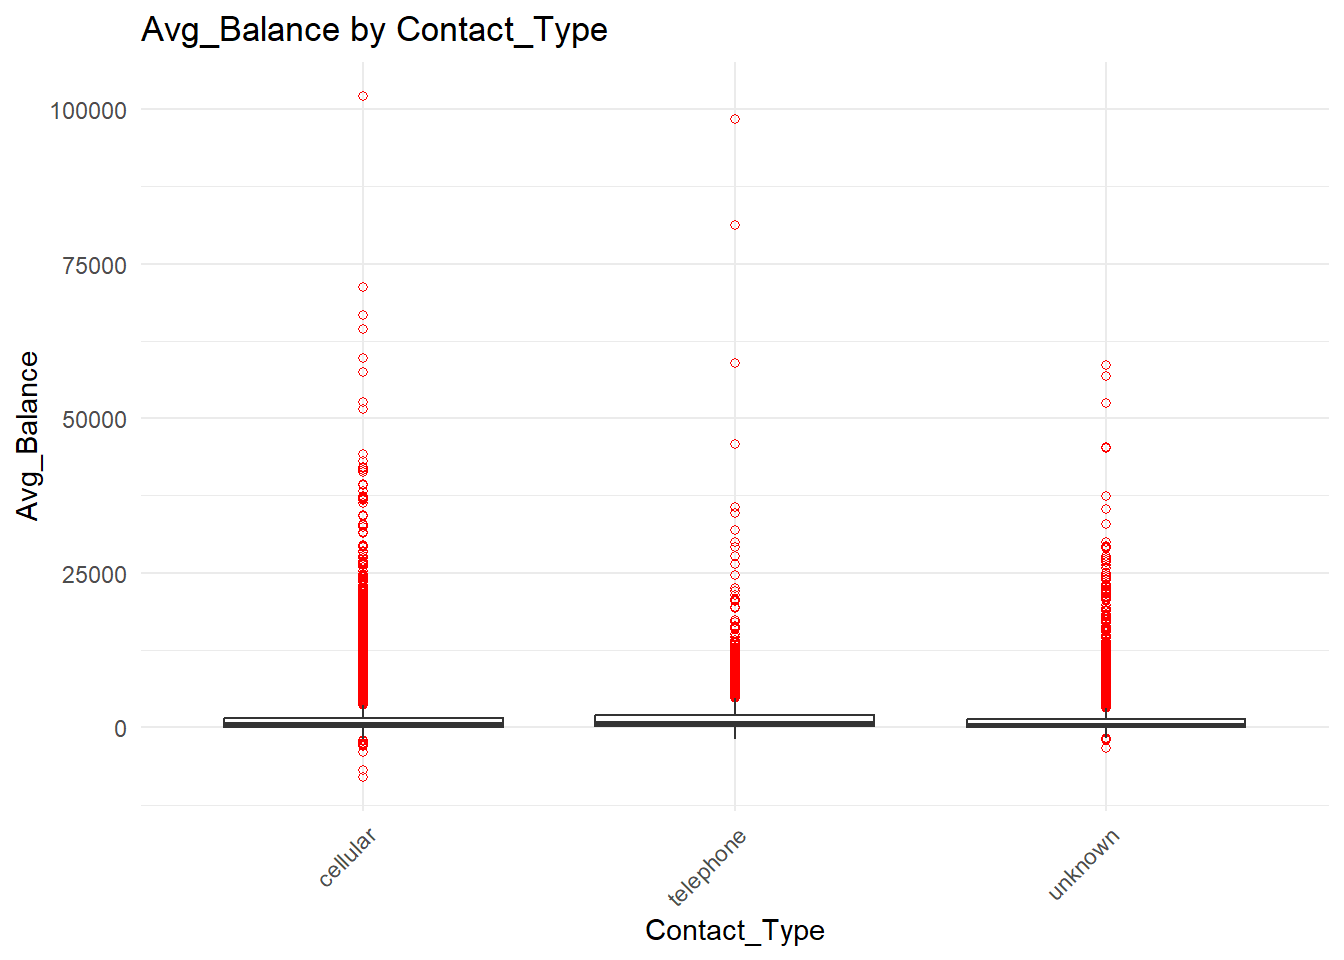 Avg_Balance by Contact_Type
100000
75000
50000
25000
0
Avg_Balance
cellular
telephone
unknown
Contact_Type